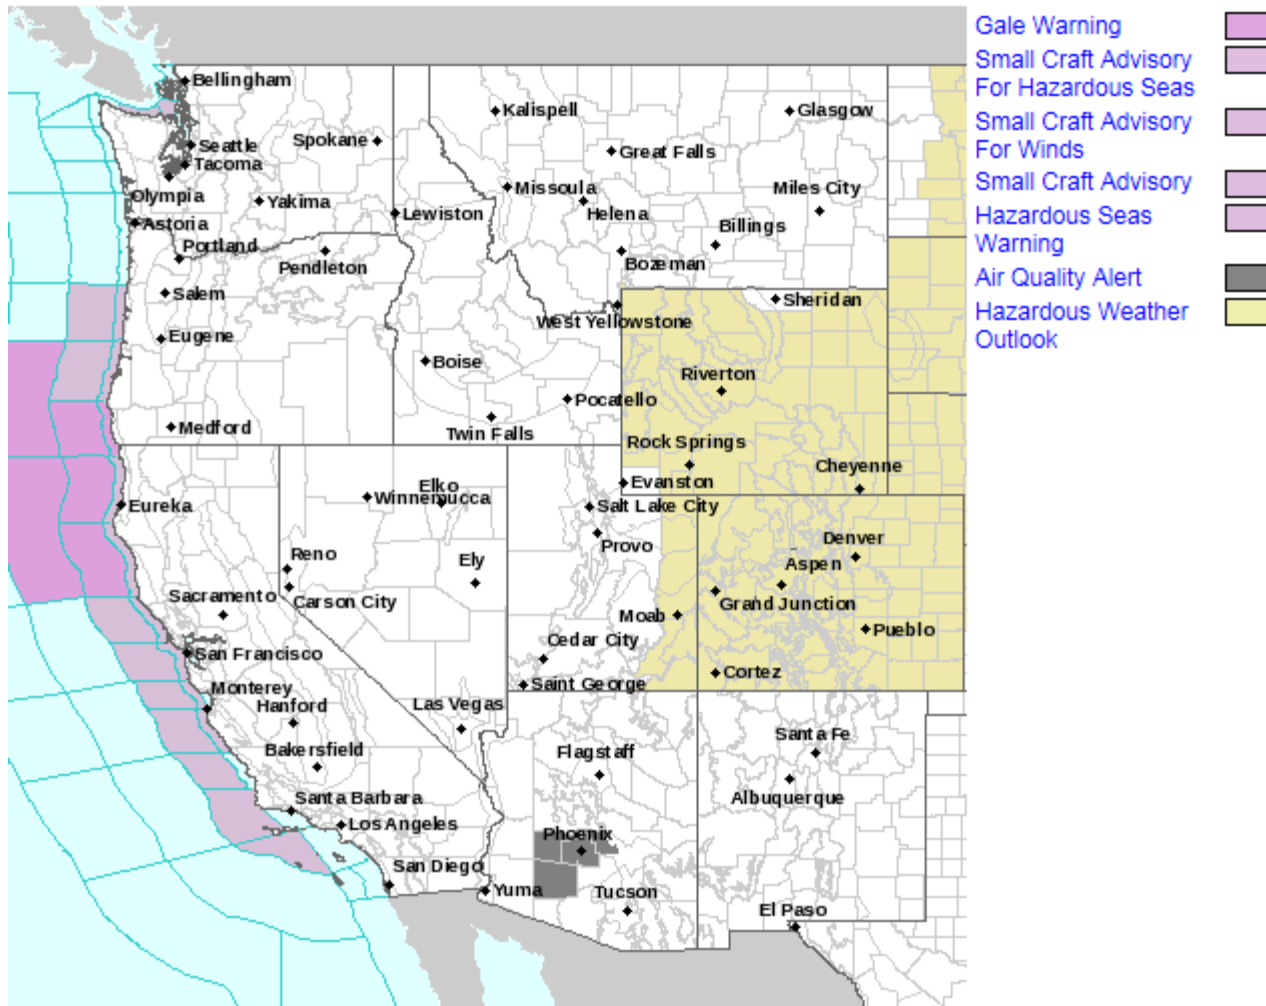 Gale Warning
Small Craft Advisory
For Hazardous Seas
Small Craft Advisory
For Winds
Small Craft Advisory
Hazardous Seas
Warning
Air Quality Alert
Hazardous Weather
Outlook
Bellingham
Kalispell
Glasgow
Seattle
Spokane
Great Falls
Tacoma
Missoula
Miles City
Olympia
Yakima
Lewiston
Helena
Astoria
Billings
Portland
Pendleton
Bozeman
Salem
Sheridan
West Yellowstone
Eugene
Boise
Riverton
Pocatello
Medford
Twin Falls
Rock Springs
Cheyenne
Elko
Evanston
Winnemucca
Eureka
Salt Lake City
Denver
Provo
Reno
Ely
Aspen
Sacramento
Carson City
Grand Junction
Moab
Pueblo
Cedar City
San Francisco
Cortez
Saint George
Monterey
Hanford
Las Vegas
Santa Fe
Bakersfield
Flagstaff
Santa Barbara
Albuquerque
Los Angeles
Phoenix
San Diego
Yuma
Tucson
El Paso